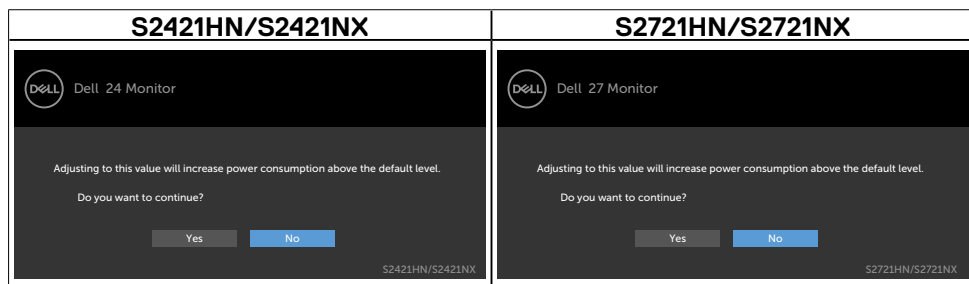 S2421HN/S2421NX
S2721HN/S2721NX
DELL
Dell 24 Monitor
Adjusting to this value will increase power consumption above the default level.
Do you want to continue?
Yes
No
S2421HN/S2421NX
DELL
Dell 27 Monitor
Adjusting to this value will increase power consumption above the default level.
Do you want to continue?
Yes
No
S2721HN/S2721NX